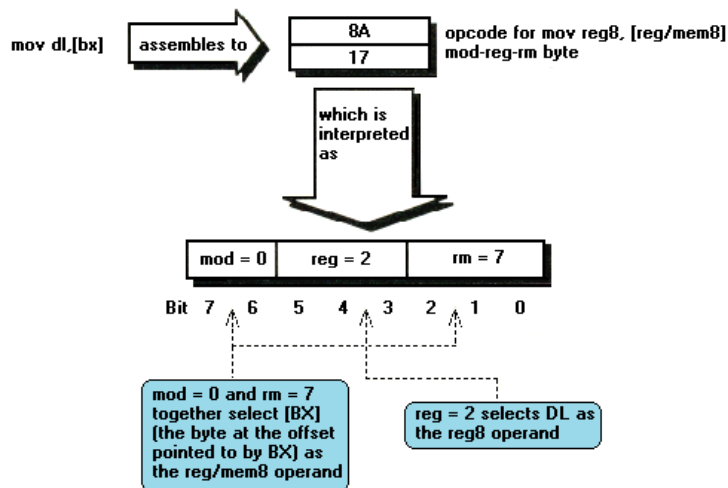 mov dl,[bx]
assembles to
8A
17
opcode for mov reg8, [reg/mem8]
mod-reg-rm byte
which is
interpreted
as
mod = 0
reg = 2
rm = 7
Bit 7 6 5 4 3 2 1 0
mod = 0 and rm = 7
together select [BX]
(the byte at the offset
pointed to by BX) as
the reg/mem8 operand
reg = 2 selects DL as
the reg8 operand